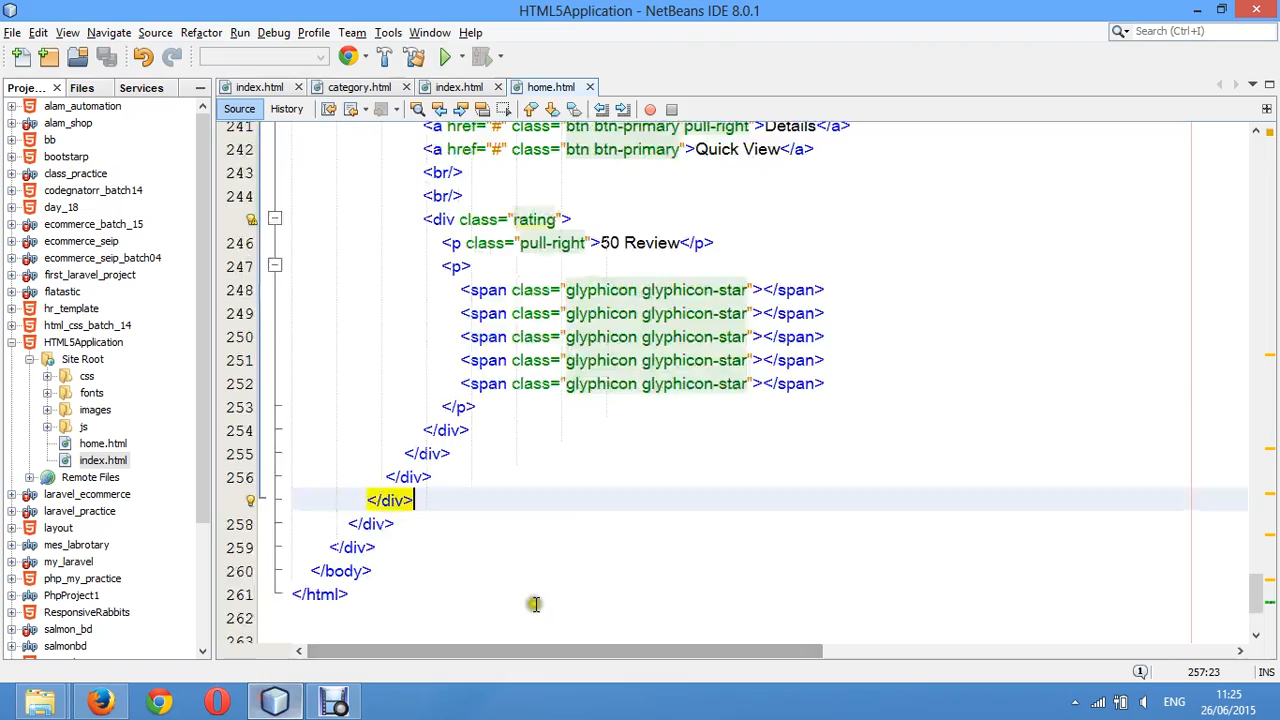 HTML5Application - NetBeans IDE 8.0.1
File Edit View Navigate Source Refactor Run Debug Profile Team Tools Window Help
Search (Ctrl+I)
Proje... Files Services
index.html category.html index.html home.html
Source History
alam_automation
alam_shop
bb
bootstarp
class_practice
codegnatorr_batch14
day_18
ecommerce_batch_15
ecommerce_seip
ecommerce_seip_batch04
first_laravel_project
flatastic
hr_template
html_css_batch_14
HTML5Application
Site Root
css
fonts
images
js
home.html
index.html
Remote Files
laravel_ecommerce
laravel_practice
layout
mes_labrotary
my_laravel
php_my_practice
PhpProject1
ResponsiveRabbits
salmon_bd
salmonbd
241 <a href="#" class="btn btn-primary pull-right">Details</a>
242 <a href="#" class="btn btn-primary">Quick View</a>
243 <br/>
244 <br/>
<div class="rating">
246 <p class="pull-right">50 Review</p>
247 <p>
248 <span class="glyphicon glyphicon-star"></span>
249 <span class="glyphicon glyphicon-star"></span>
250 <span class="glyphicon glyphicon-star"></span>
251 <span class="glyphicon glyphicon-star"></span>
252 <span class="glyphicon glyphicon-star"></span>
253 </p>
254 </div>
255 </div>
256 </div>
</div>
258 </div>
259 </div>
260 </body>
261 </html>
262
263
257:23 INS
ENG
11:25
26/06/2015